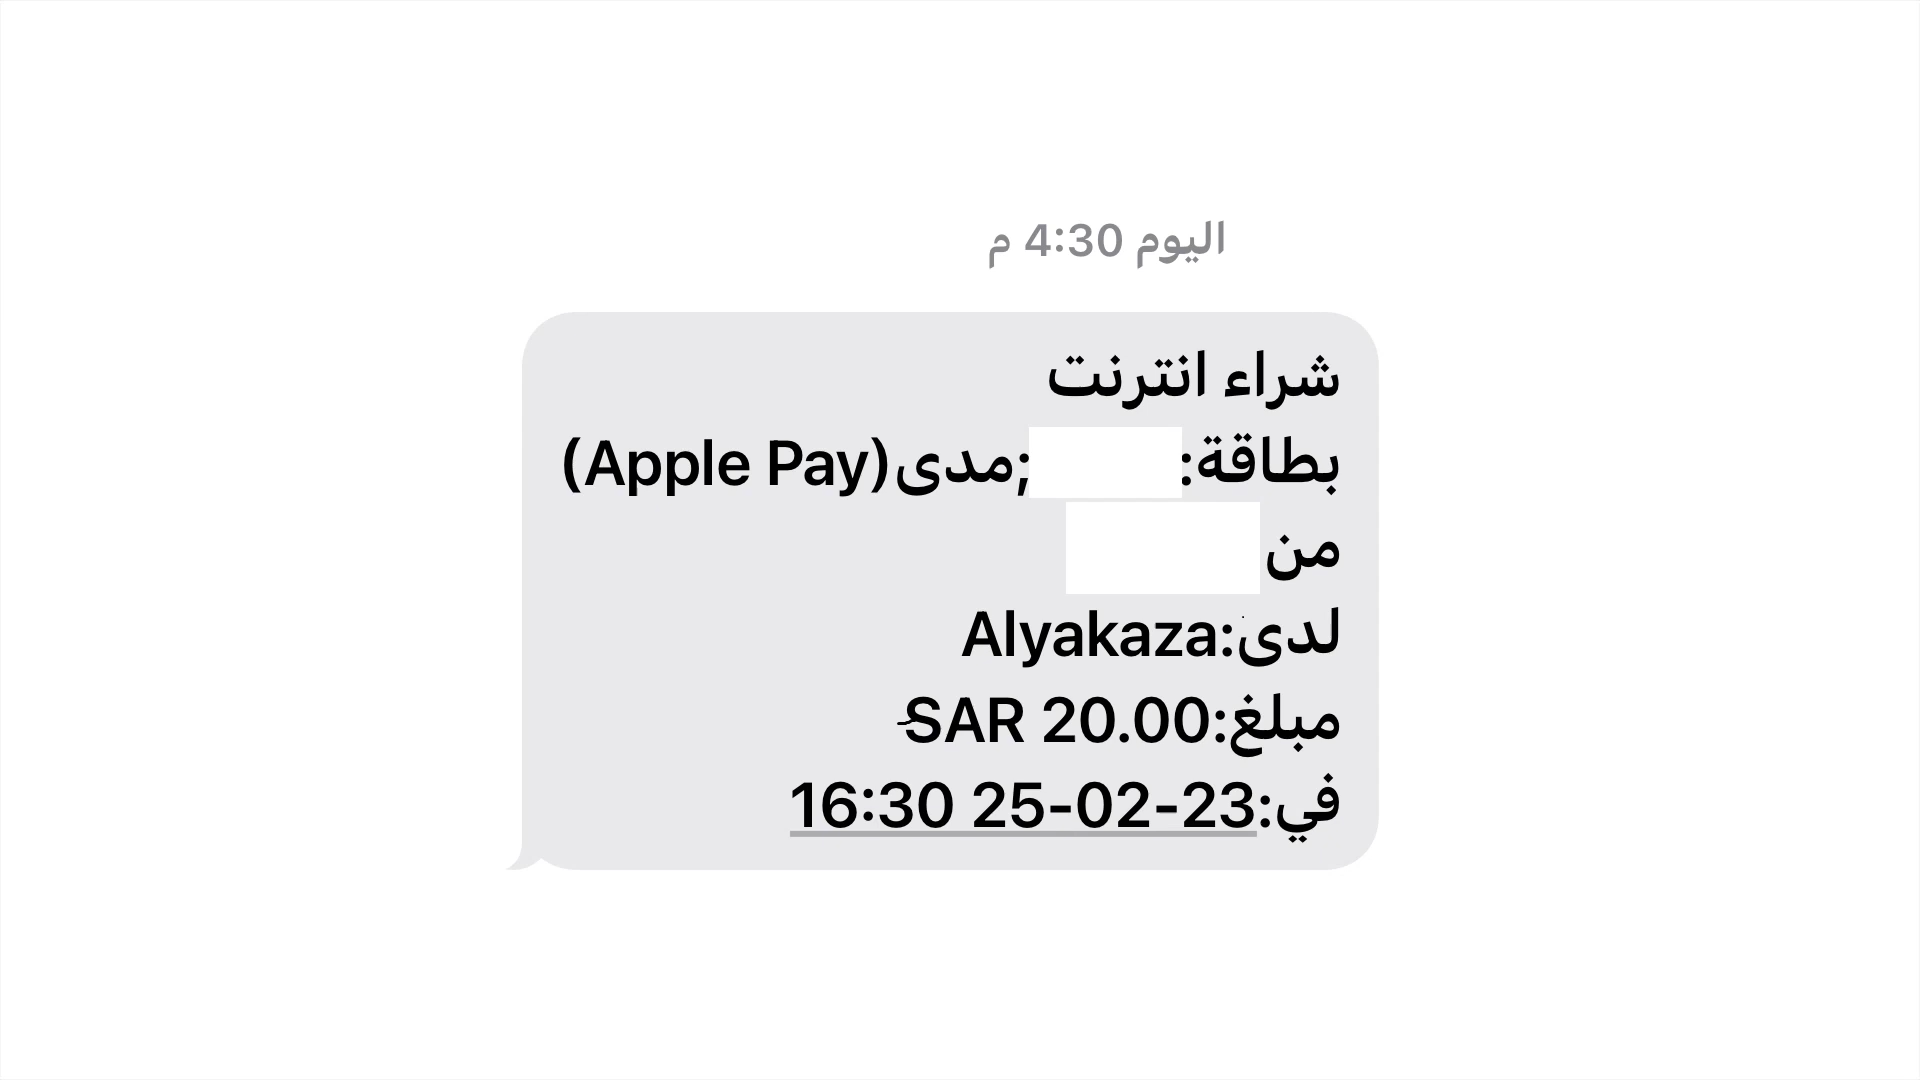 اليوم 4:30 م
شراء انترنت
بطاقة: ;مدى(Apple Pay)
من
لدى:Alyakaza
مبلغ:SAR 20.00
في:23-02-25 16:30